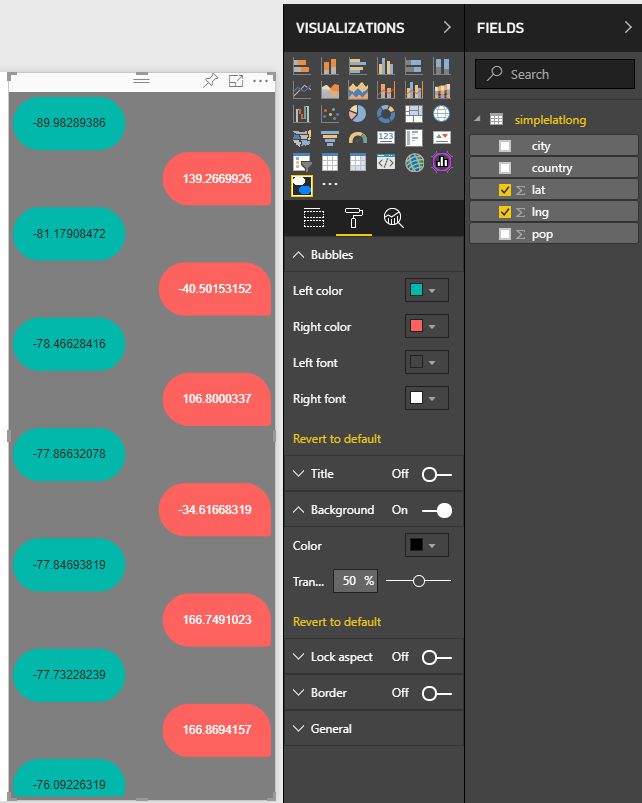 -89.98289386
139.2669926
-81.17908472
-40.50153152
-78.46628416
106.8000337
-77.86632078
-34.61668319
-77.84693819
166.7491023
-77.73228239
166.8694157
-76.09226319
VISUALIZATIONS
123
Bubbles
Left color
Right color
Left font
Right font
Revert to default
Title Off
Background On
Color
Tran... 50 %
Revert to default
Lock aspect Off
Border Off
General
FIELDS
Search
simplelatlong
city
country
Σ lat
Σ lng
Σ pop